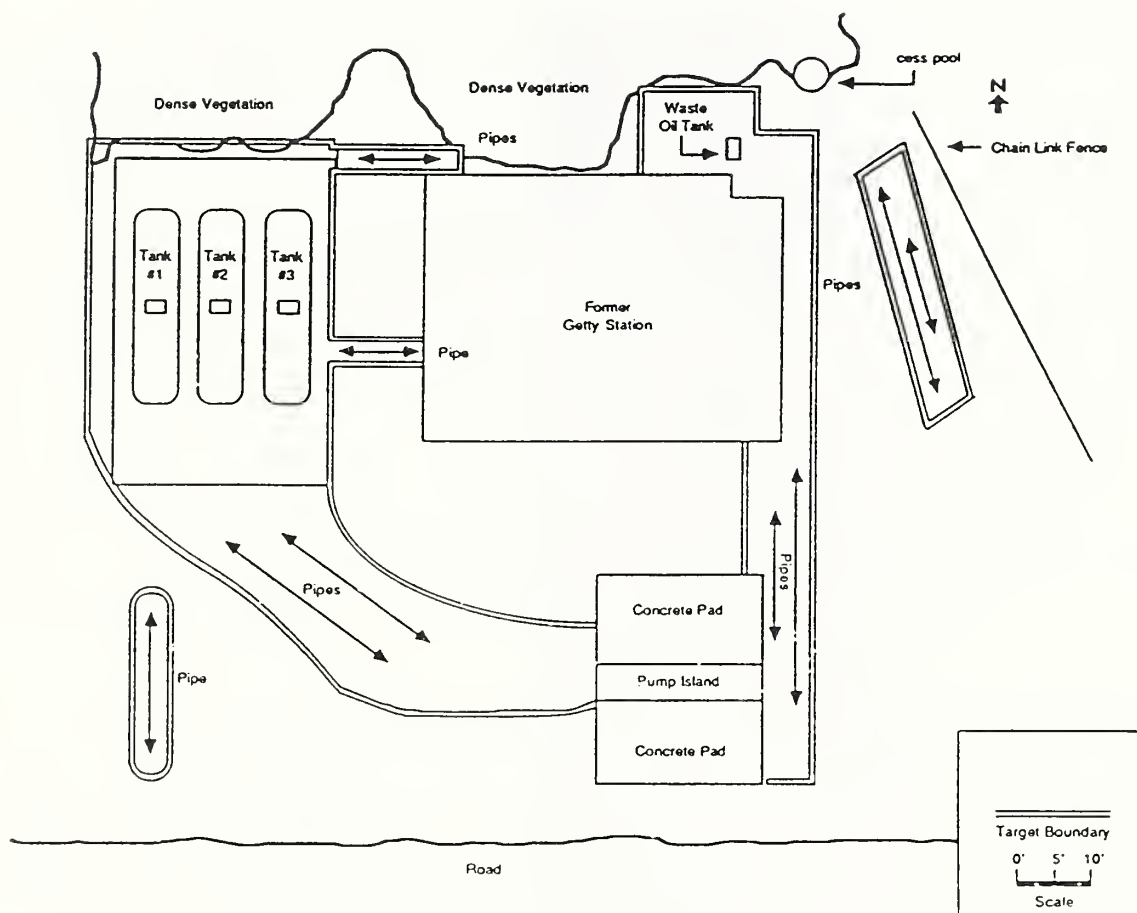 cess pool
N
Dense Vegetation
Dense Vegetation
Waste
Oil Tank
Pipes
Chain Link Fence
Tank
#1
Tank
#2
Tank
#3
Pipes
Former
Getty Station
Pipe
Pipes
Pipes
Concrete Pad
Pipe
Pump Island
Concrete Pad
Target Boundary
0' 5' 10'
Scale
Road